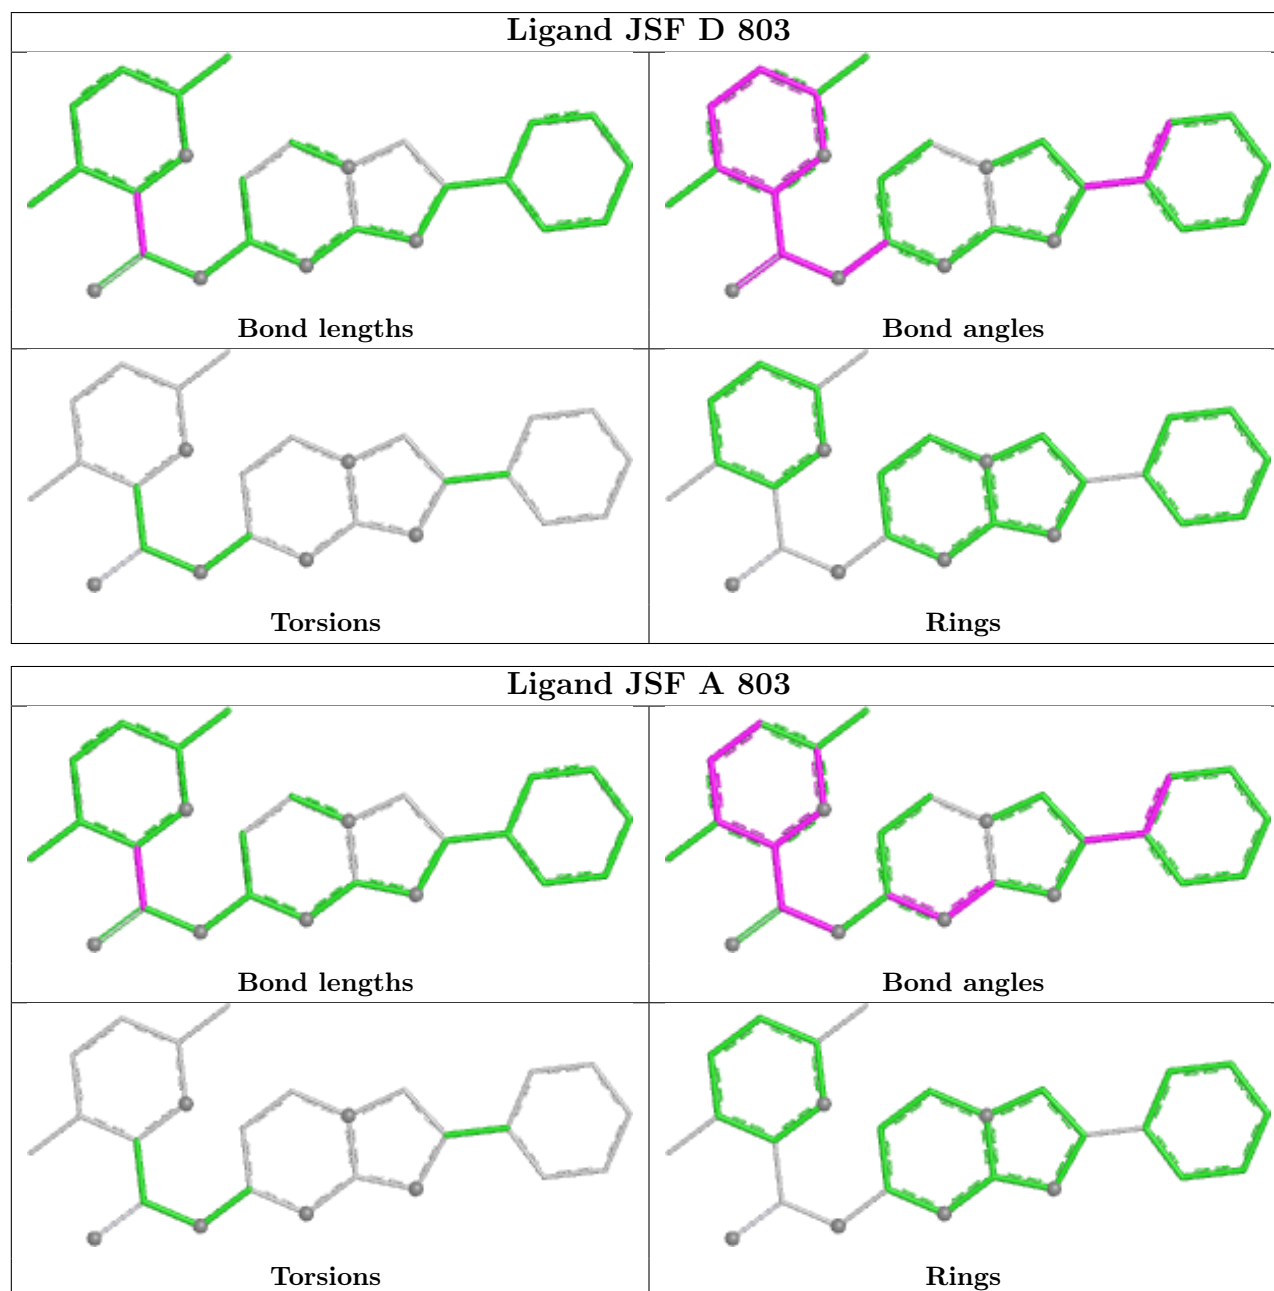 Ligand JSF D 803
Bond lengths
Bond angles
Torsions
Rings
Ligand JSF A 803
Bond lengths
Bond angles
Torsions
Rings